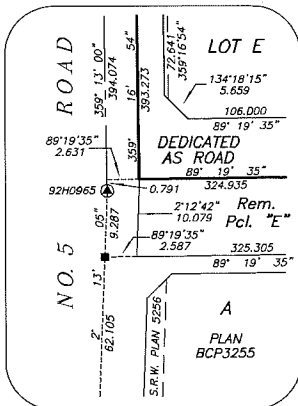 NO. 5 ROAD
359° 13' 00"
394.074
359° 16' 54"
393.273
72.641
359°16'54"
LOT E
134°18'15"
5.659
106.000
89° 19' 35"
DEDICATED
AS ROAD
89°19'35"
2.631
89° 19' 35"
324.935
92H0965
0.791
2°12'42"
10.079
Rem.
Pcl. "E"
89°19'35"
2.587
325.305
89° 19' 35"
2° 13' 05"
9.287
62.105
S.R.W. PLAN 5256
A
PLAN
BCP3255